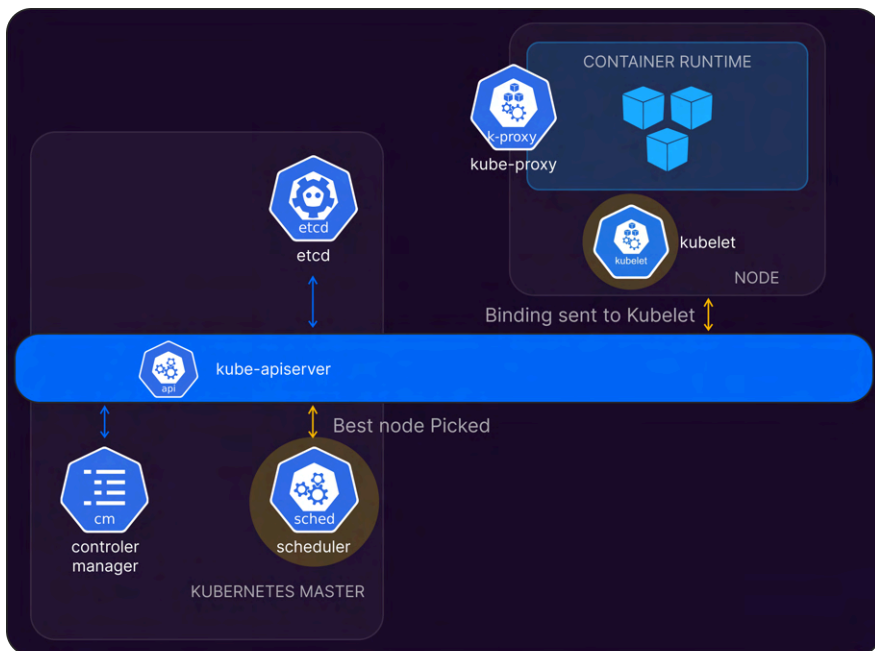 CONTAINER RUNTIME
k-proxy
kube-proxy
etcd
etcd
kubelet
kubelet
NODE
Binding sent to Kubelet
api
kube-apiserver
Best node Picked
cm
controler
manager
sched
scheduler
KUBERNETES MASTER